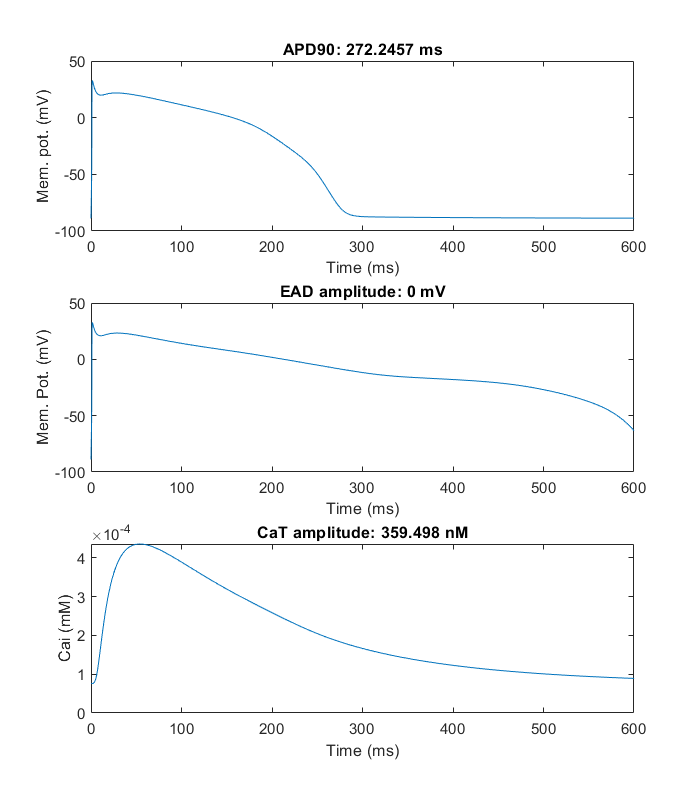 APD90: 272.2457 ms
50
0
-50
-100
Mem. pot. (mV)
0 100 200 300 400 500 600
Time (ms)
EAD amplitude: 0 mV
50
0
-50
-100
Mem. Pot. (mV)
0 100 200 300 400 500 600
Time (ms)
×10-4
CaT amplitude: 359.498 nM
4
3
2
1
0
Cai (mM)
0 100 200 300 400 500 600
Time (ms)